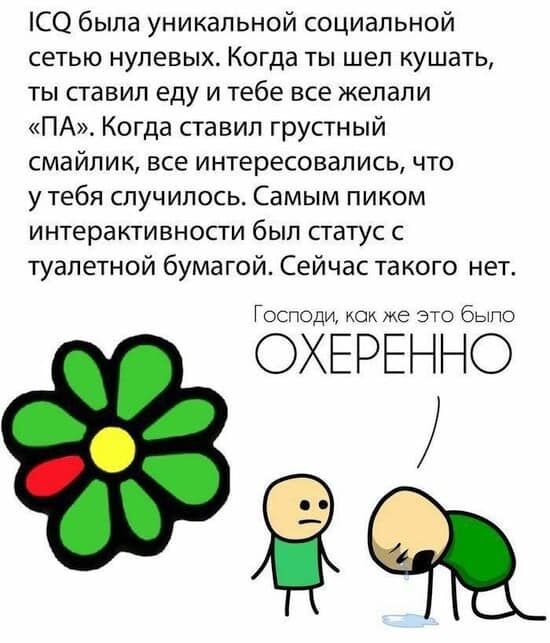 ICQ была уникальной социальной
сетью нулевых. Когда ты шел кушать,
ты ставил еду и тебе все желали
«ПА». Когда ставил грустный
смайлик, все интересовались, что
у тебя случилось. Самым пиком
интерактивности был статус с
туалетной бумагой. Сейчас такого нет.
Господи, как же это было
ОХЕРЕННО